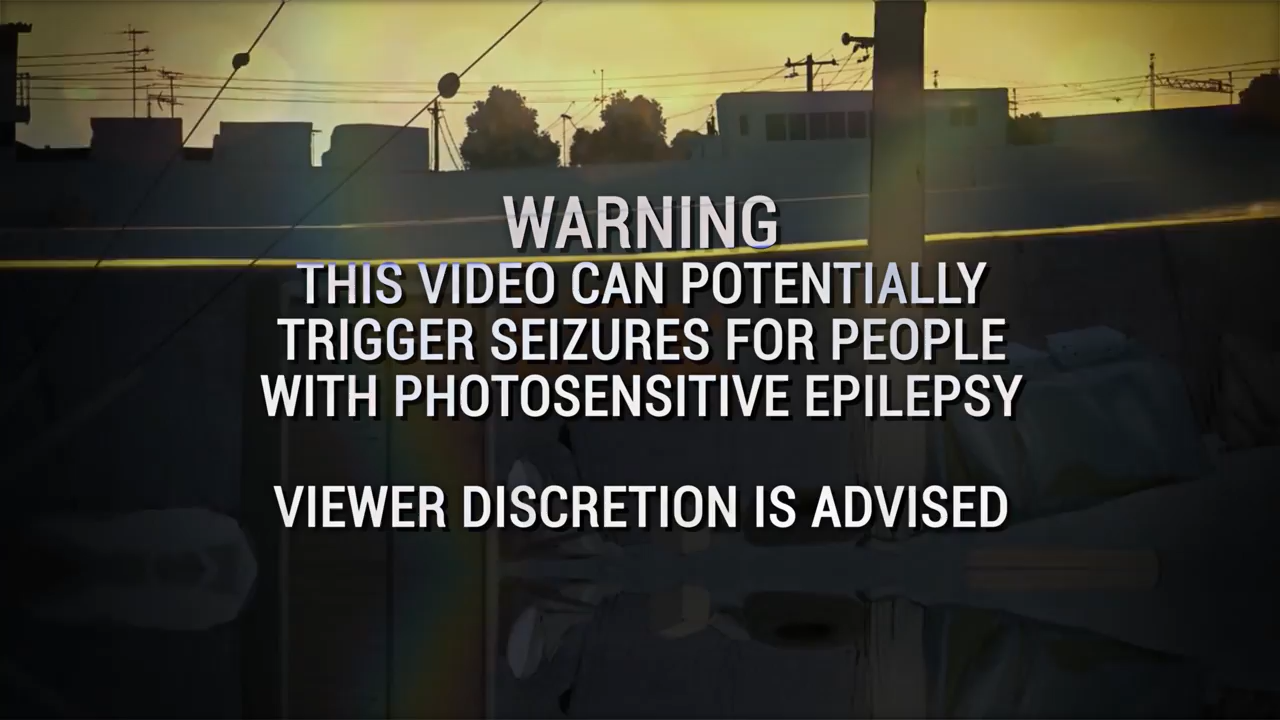 WARNING
THIS VIDEO CAN POTENTIALLY
TRIGGER SEIZURES FOR PEOPLE
WITH PHOTOSENSITIVE EPILEPSY
VIEWER DISCRETION IS ADVISED